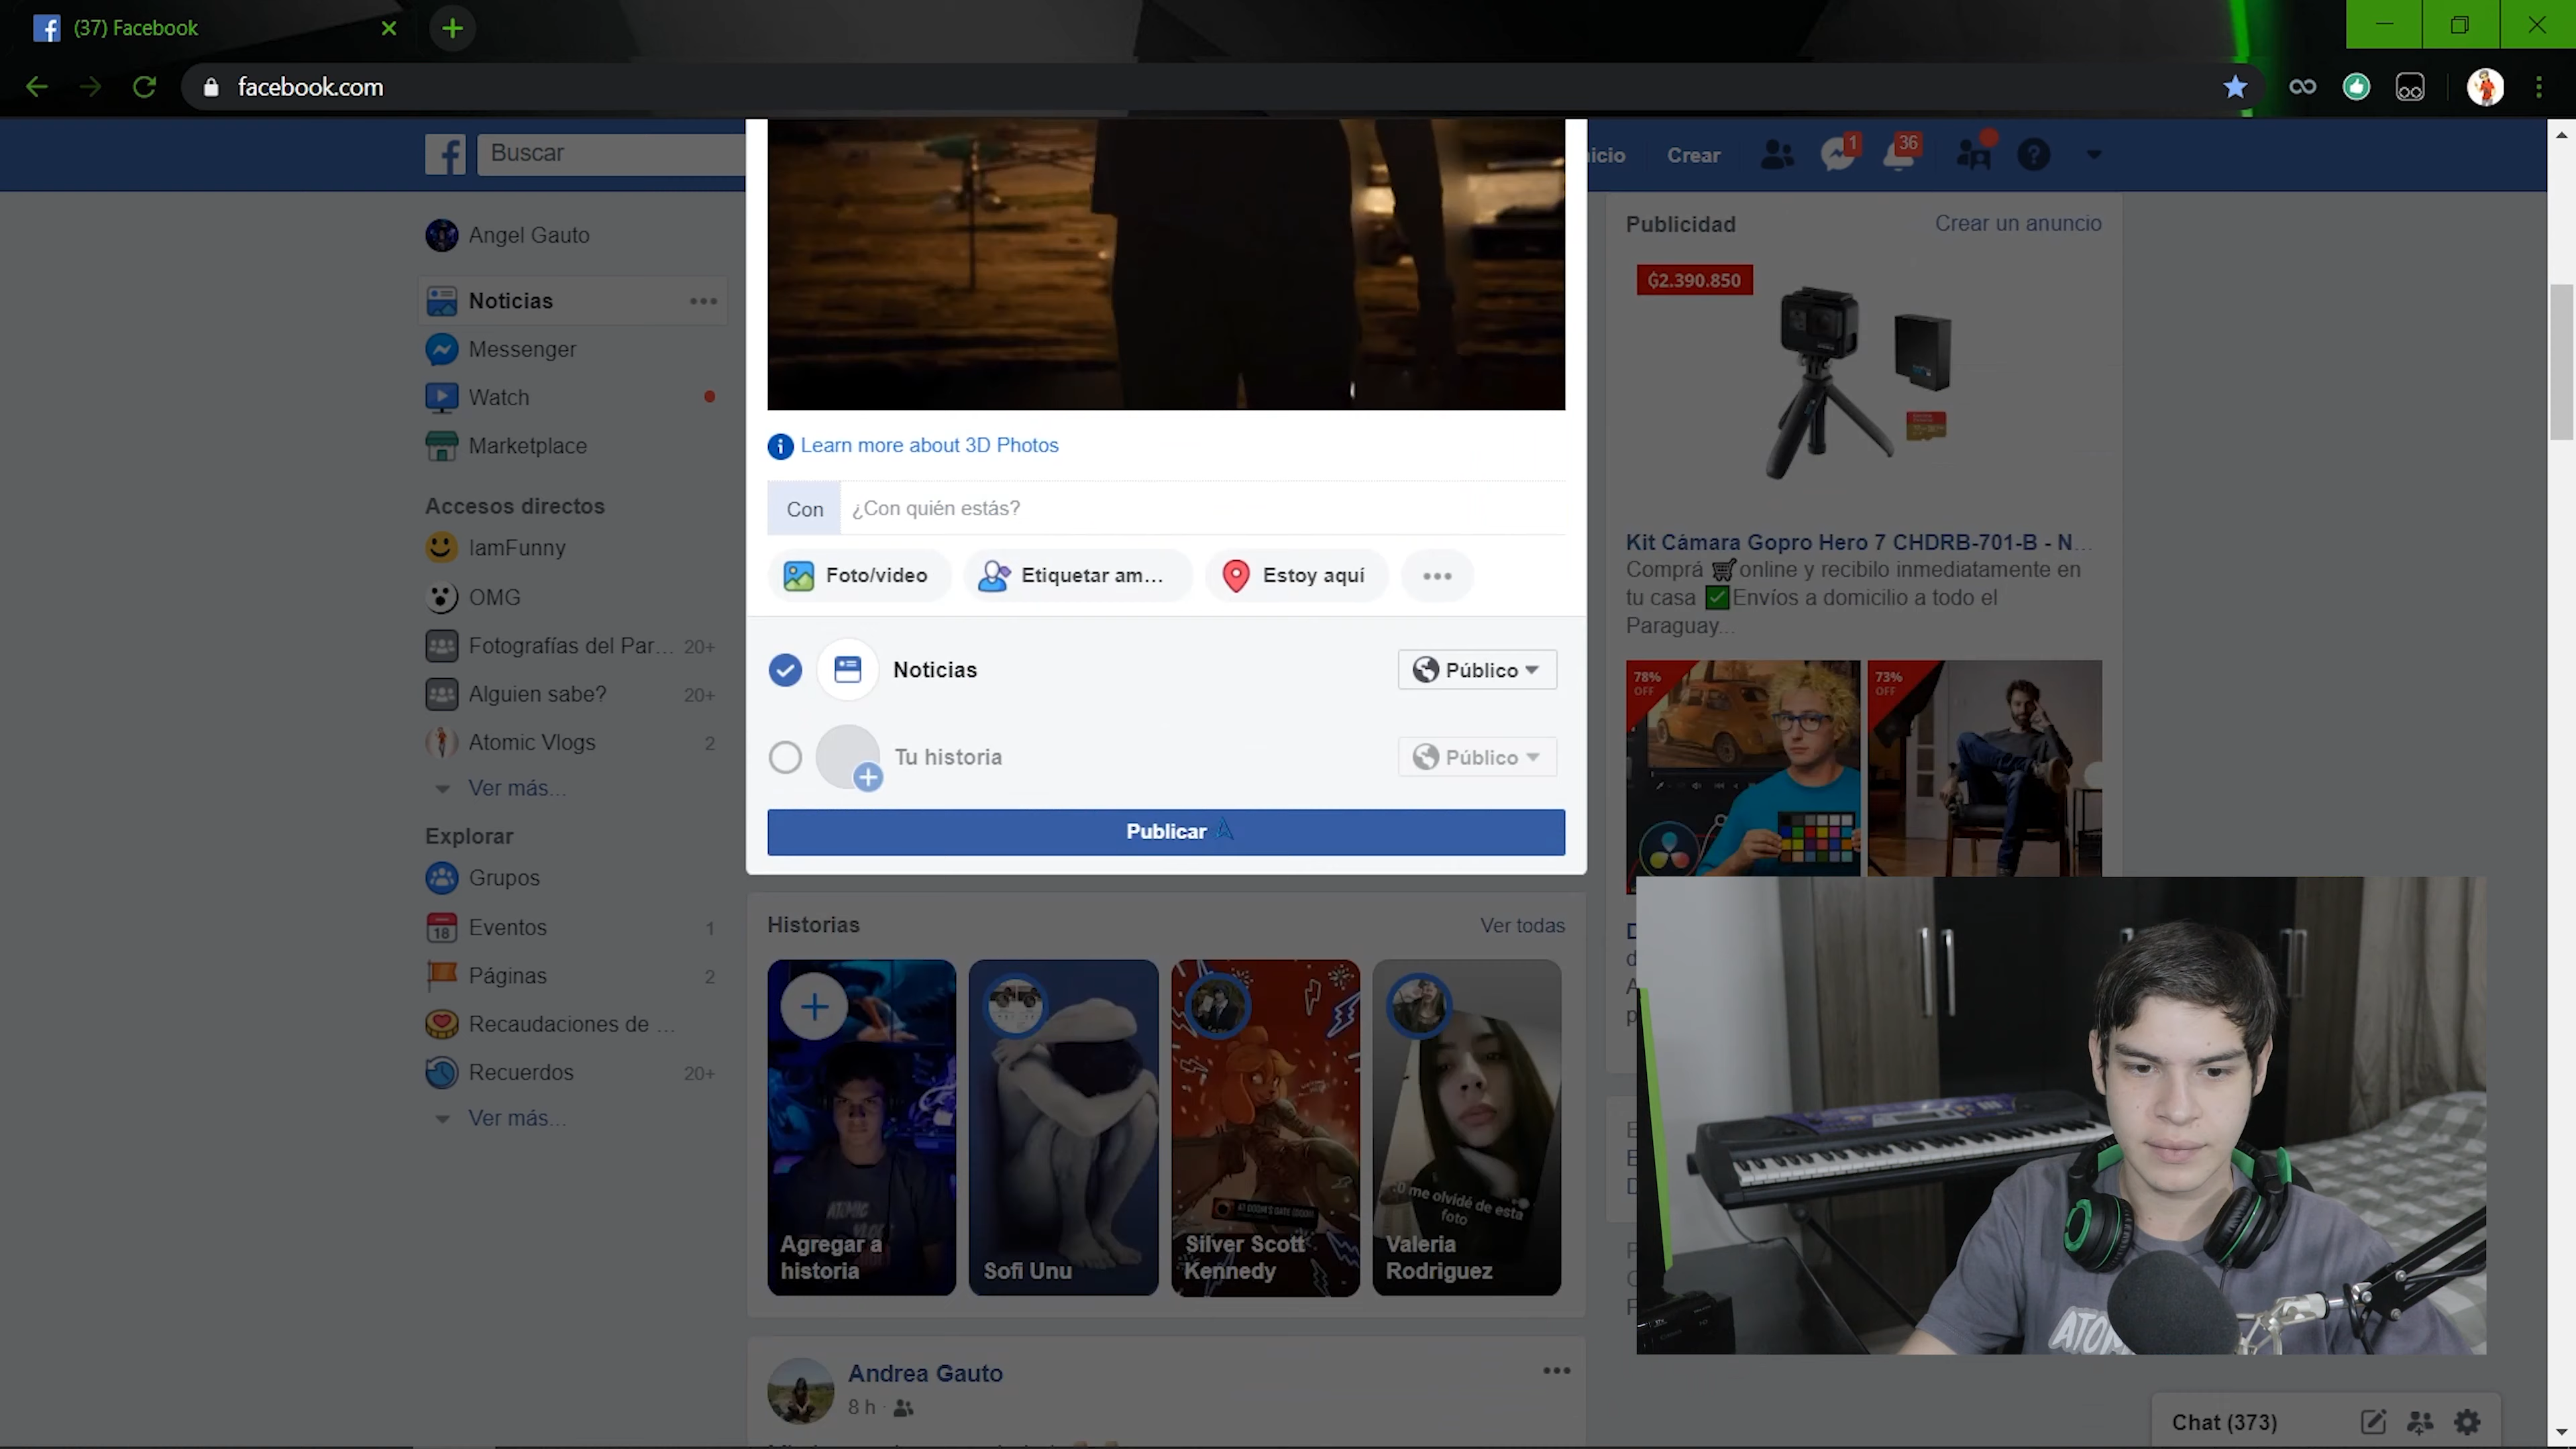 (37) Facebook
facebook.com
Buscar
icio
Crear
1
36
Angel Gauto
Noticias
Messenger
Watch
Marketplace
Accesos directos
IamFunny
OMG
Fotografías del Par... 20+
Alguien sabe? 20+
Atomic Vlogs 2
Ver más...
Explorar
Grupos
18
Eventos 1
Páginas 2
Recaudaciones de ...
Recuerdos 20+
Ver más...
Learn more about 3D Photos
Con ¿Con quién estás?
Foto/video
Etiquetar am...
Estoy aquí
Noticias
Público
Tu historia
Público
Publicar
Historias
Ver todas
Agregar a
historia
Sofi Unu
AT DOOM'S GATE (DOOM)
Silver Scott
Kennedy
O me olvidé de esta
foto
Valeria
Rodriguez
Andrea Gauto
8 h
Publicidad
Crear un anuncio
₲2.390.850
Kit Cámara Gopro Hero 7 CHDRB-701-B - N...
Comprá 🛒online y recibilo inmediatamente en
tu casa ✅Envíos a domicilio a todo el
Paraguay...
78%
OFF
73%
OFF
ATOM
Chat (373)